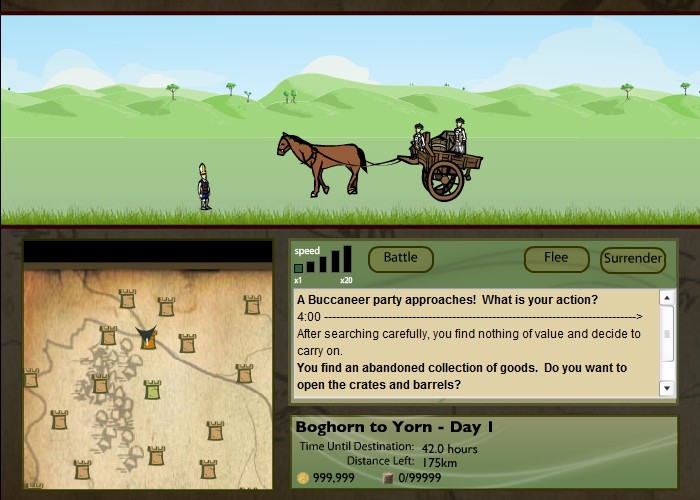 speed
x1 x20
Battle
Flee
Surrender
A Buccaneer party approaches! What is your action?
4:00 ------------------------------------------------------------------------>
After searching carefully, you find nothing of value and decide to
carry on.
You find an abandoned collection of goods. Do you want to
open the crates and barrels?
Boghorn to Yorn - Day 1
Time Until Destination: 42.0 hours
Distance Left: 175km
999,999 0/99999